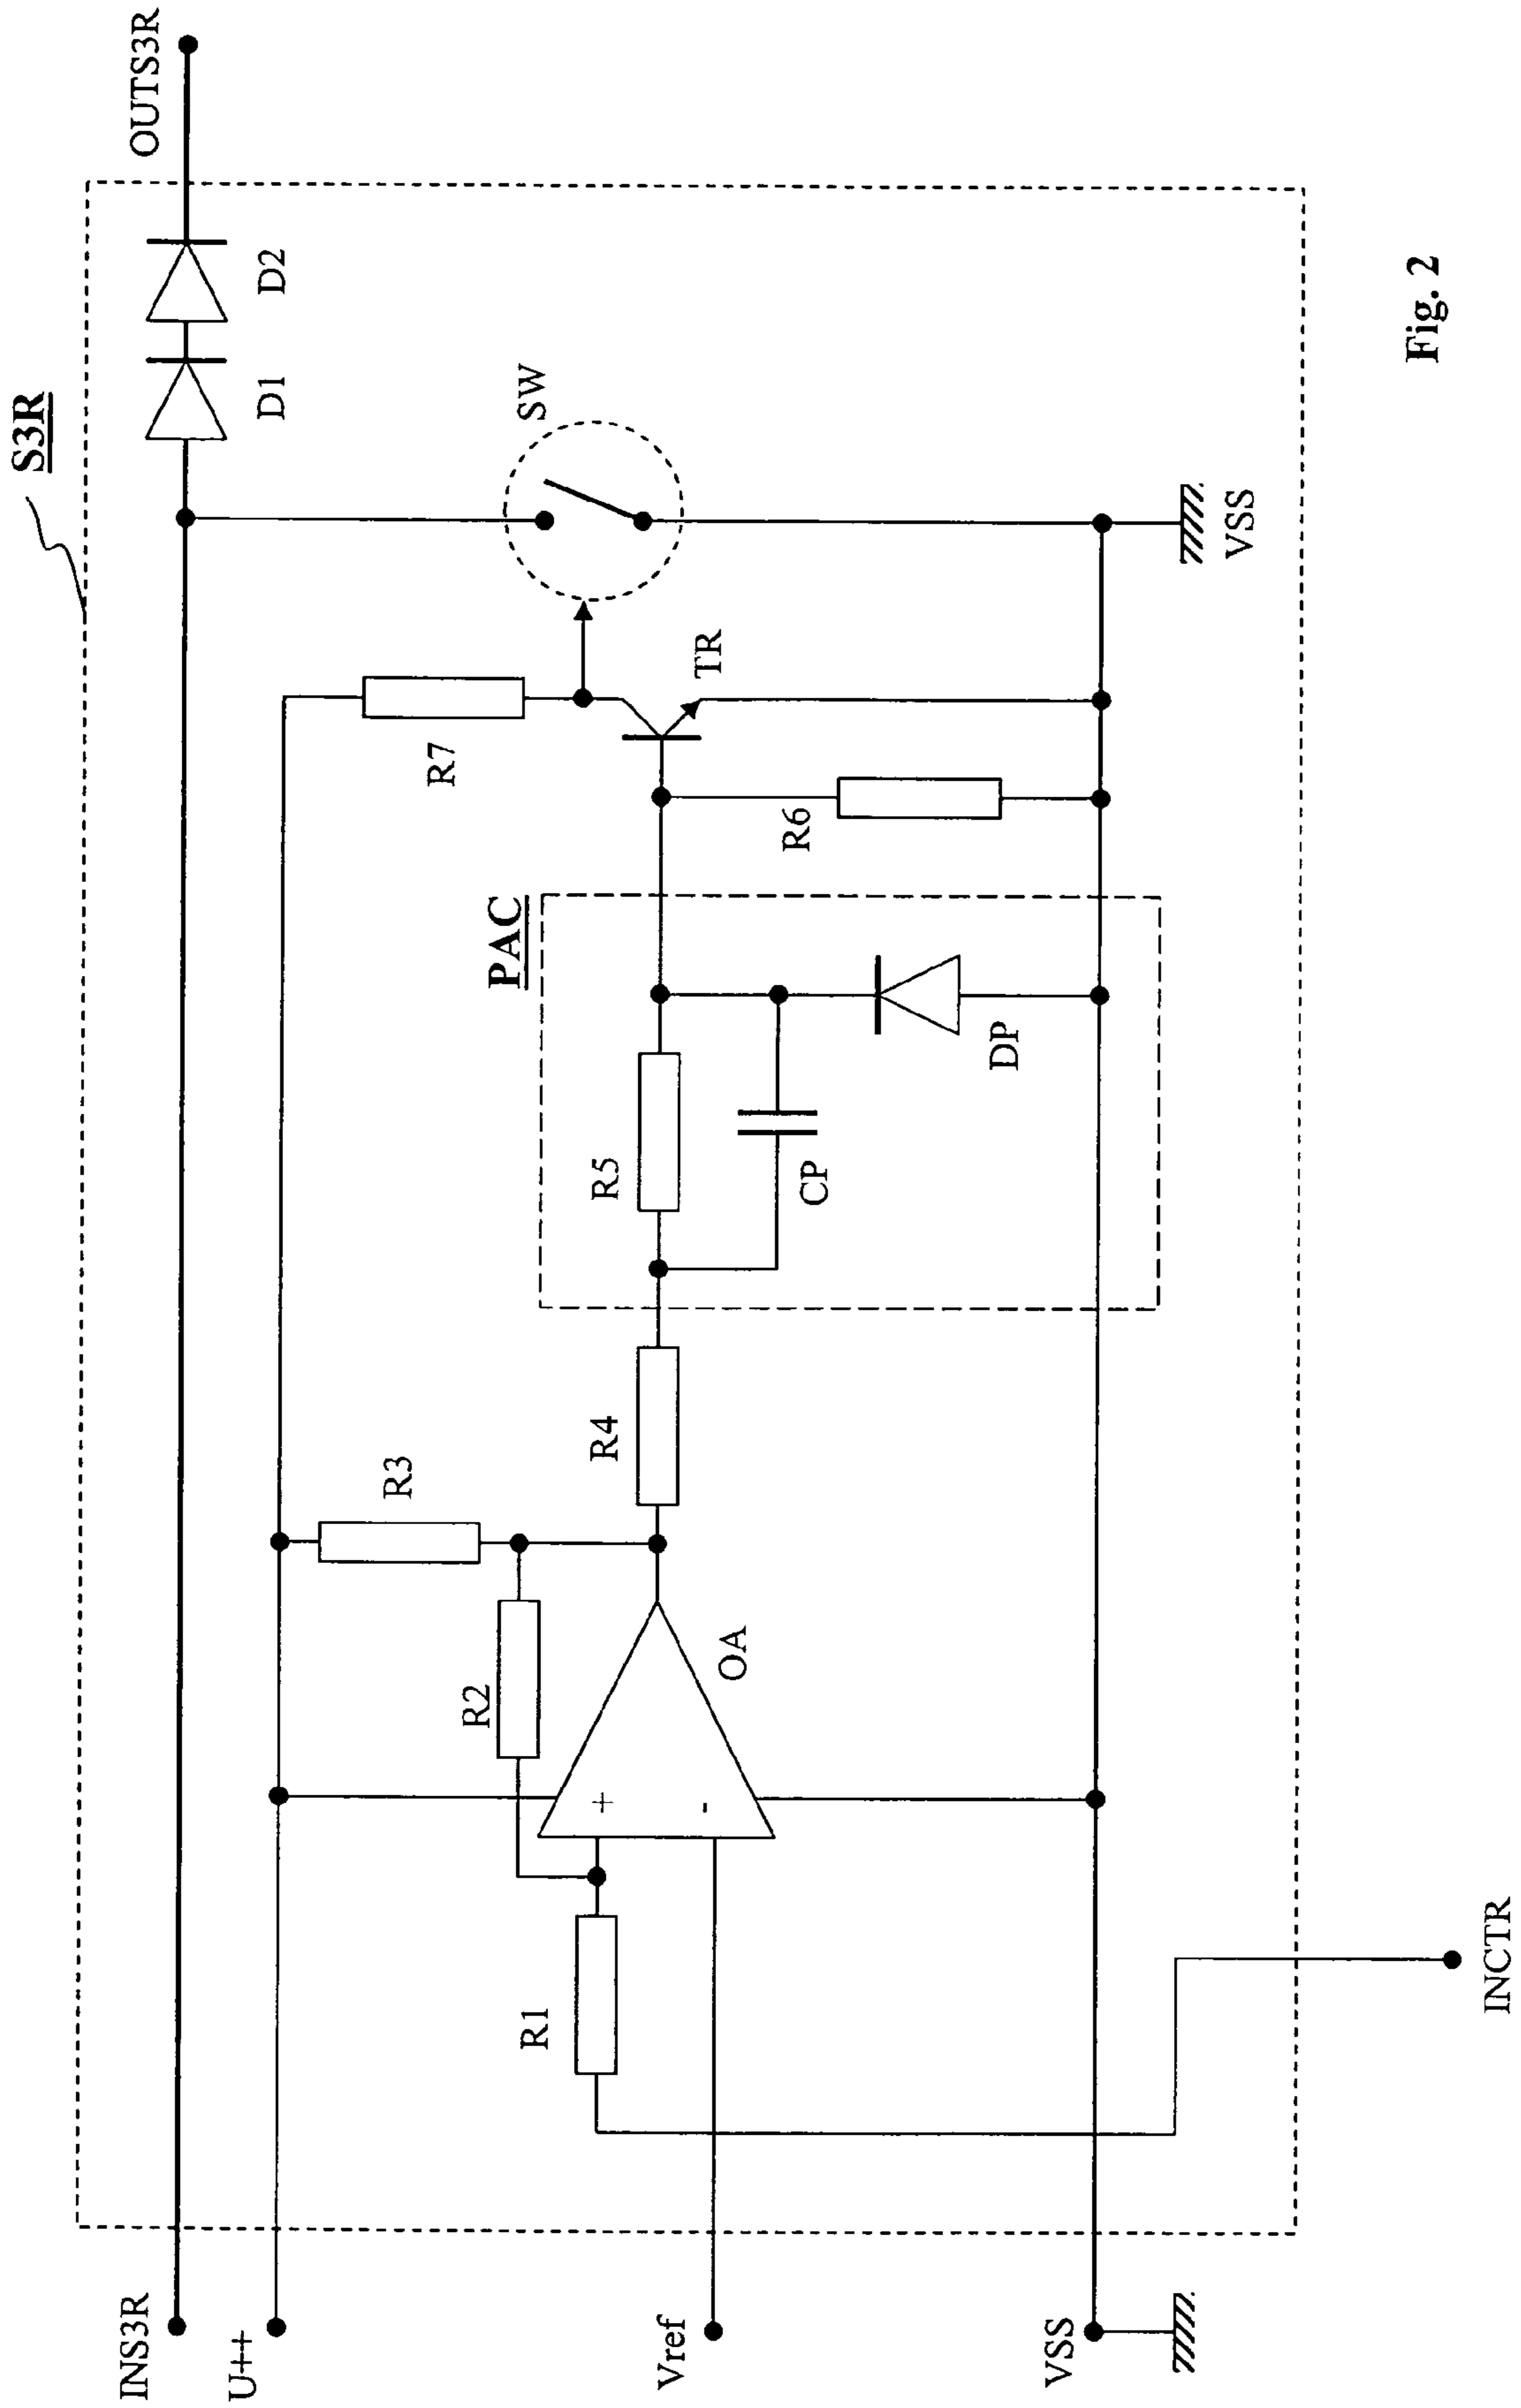 S3R
OUTS3R
INS3R
D1
D2
U++
SW
R7
R3
PAC
R2
R1
TR
R5
R4
R6
+
-
OA
CP
DP
Vref
VSS
VSS
INCTR
Fig. 2